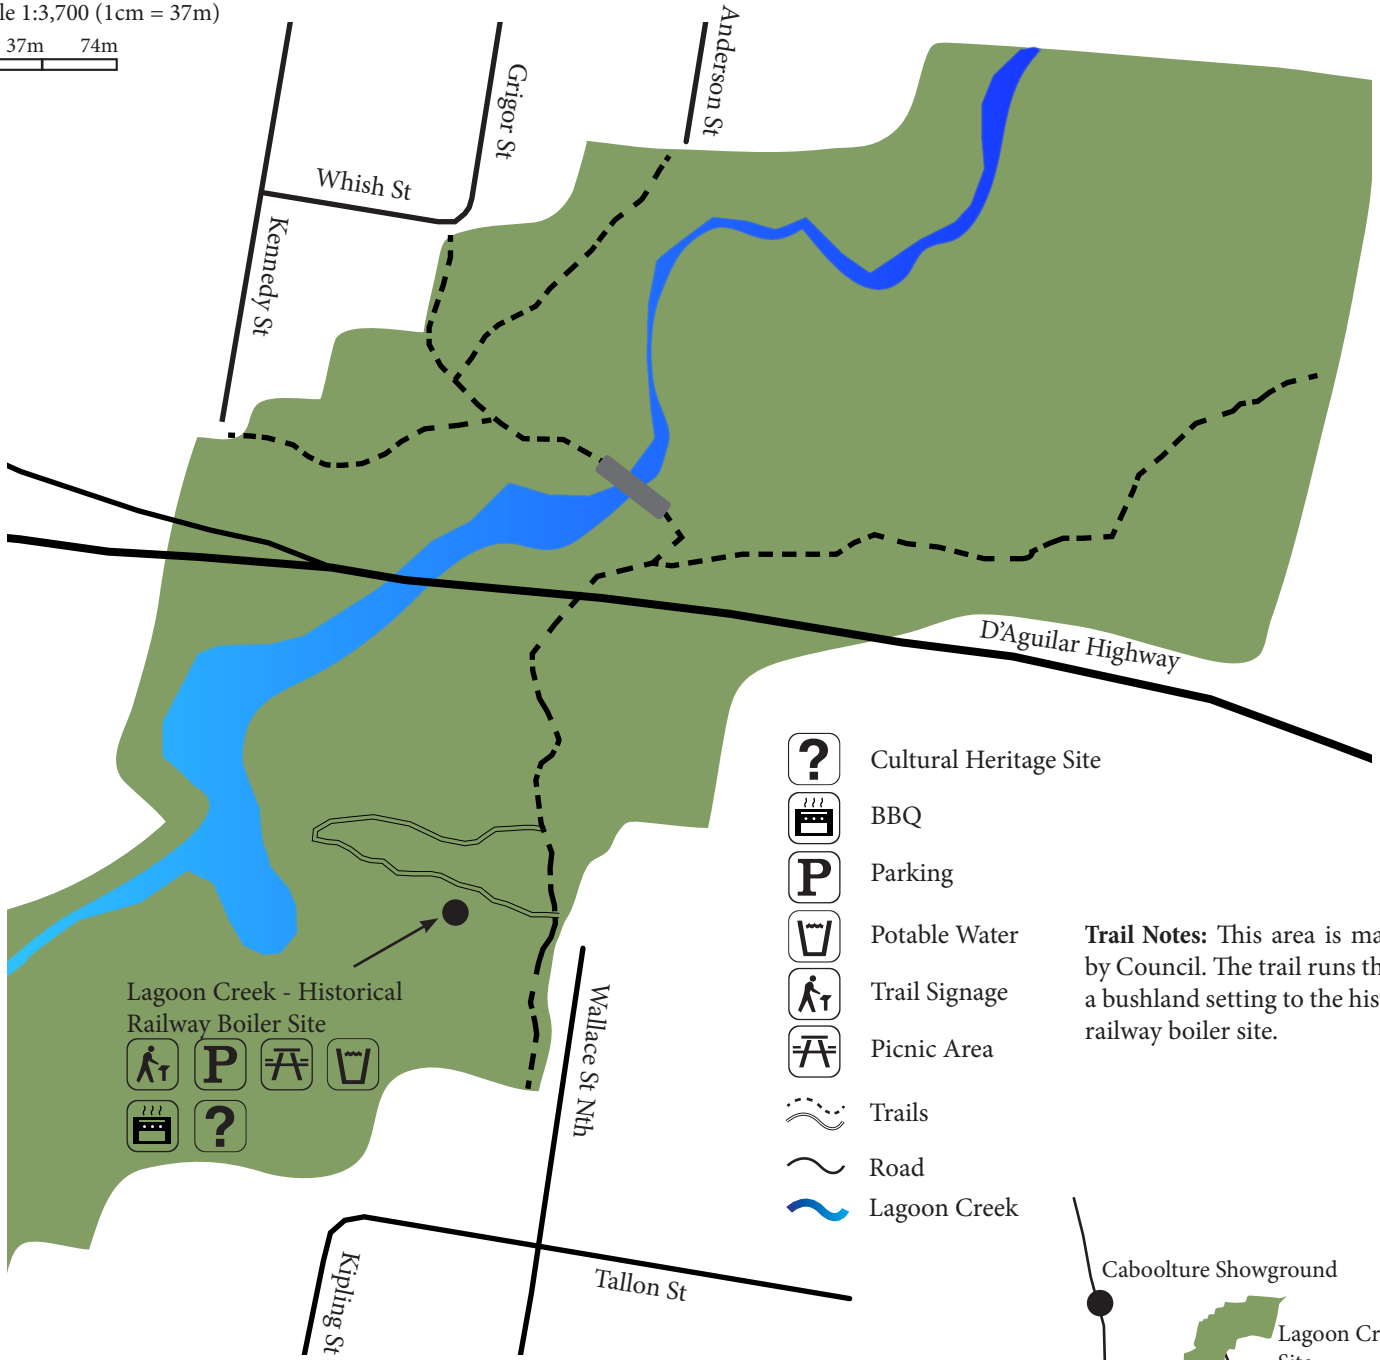 le 1:3,700 (1cm = 37m)
37m 74m
Anderson St
Grigor St
Whish St
Kennedy St
D'Aguilar Highway
? Cultural Heritage Site
BBQ
P Parking
Potable Water
Trail Signage
Picnic Area
Trails
Road
Lagoon Creek
Trail Notes: This area is ma
by Council. The trail runs th
a bushland setting to the his
railway boiler site.
Lagoon Creek - Historical
Railway Boiler Site
P
?
Wallace St Nth
Tallon St
Kipling St
Caboolture Showground
Lagoon Cr